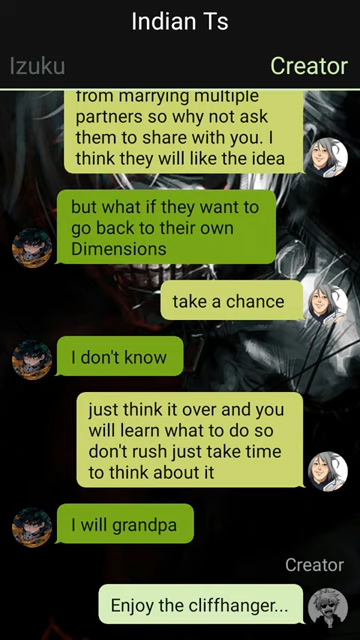 Indian Ts
Izuku
Creator
from marrying multiple
partners so why not ask
them to share with you. I
think they will like the idea
but what if they want to
go back to their own
Dimensions
take a chance
I don't know
just think it over and you
will learn what to do so
don't rush just take time
to think about it
I will grandpa
Creator
Enjoy the cliffhanger...